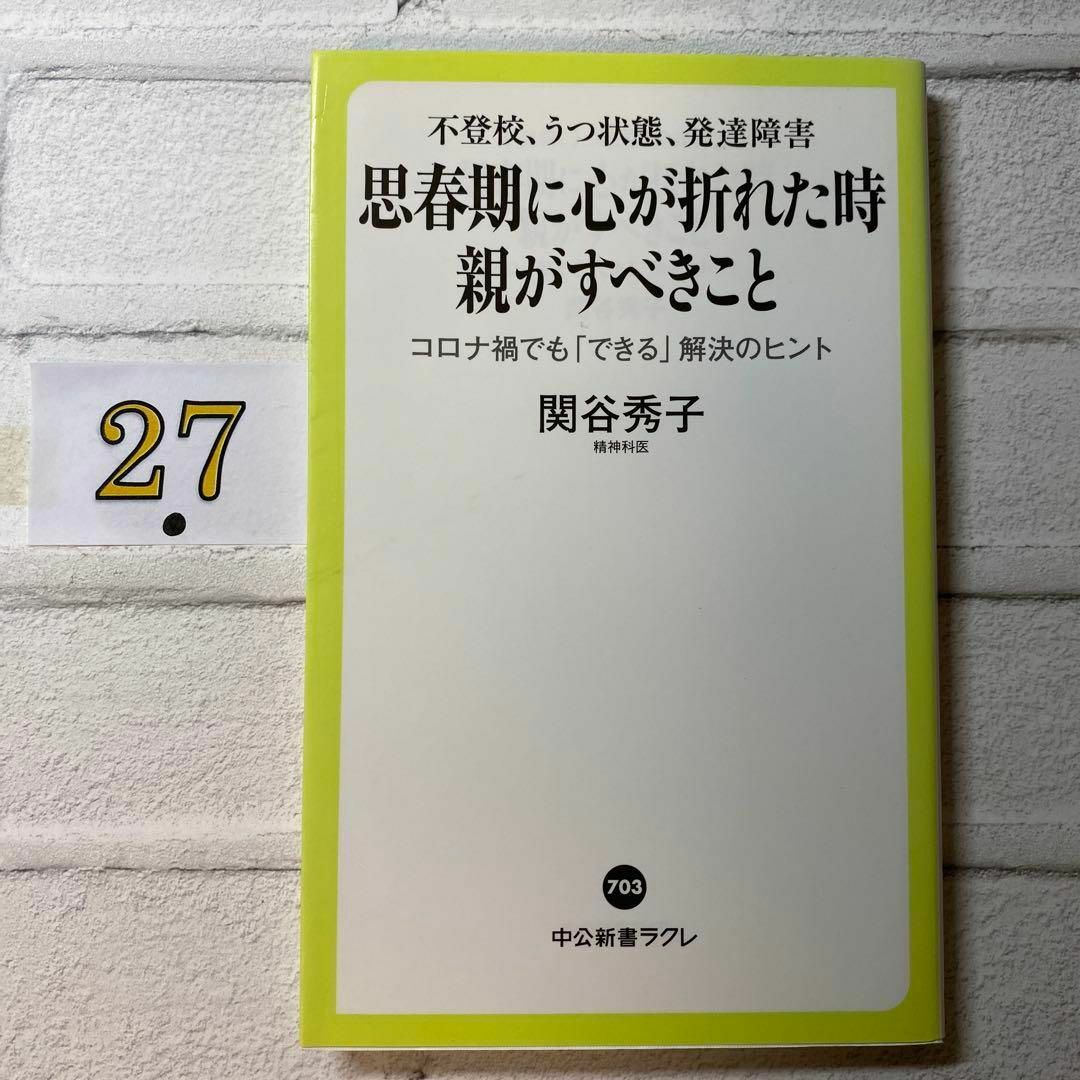 不登校、うつ状態、発達障害
思春期に心が折れた時
親がすべきこと
コロナ禍でも「できる」解決のヒント
関谷秀子
精神科医
27
703
中公新書ラクレ